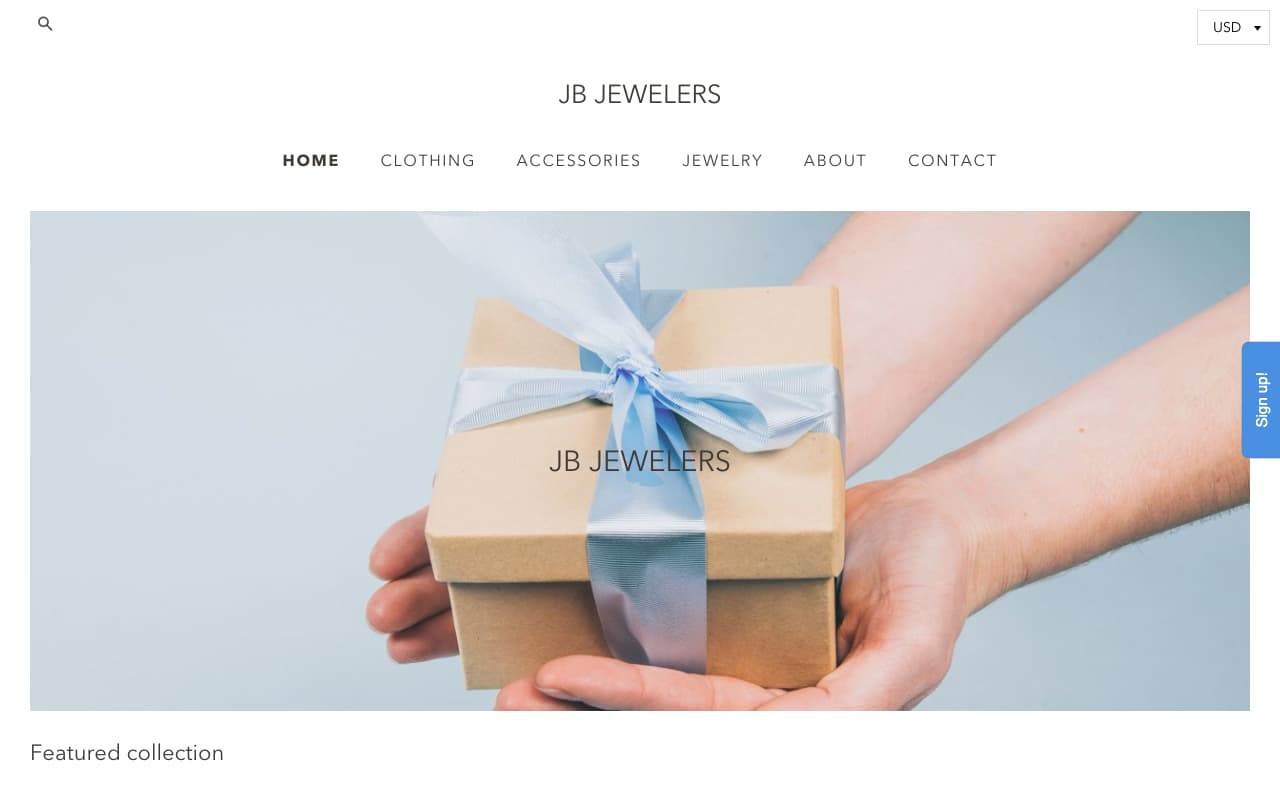 USD
JB JEWELERS
HOME CLOTHING ACCESSORIES JEWELRY ABOUT CONTACT
JB JEWELERS
Sign up!
Featured collection